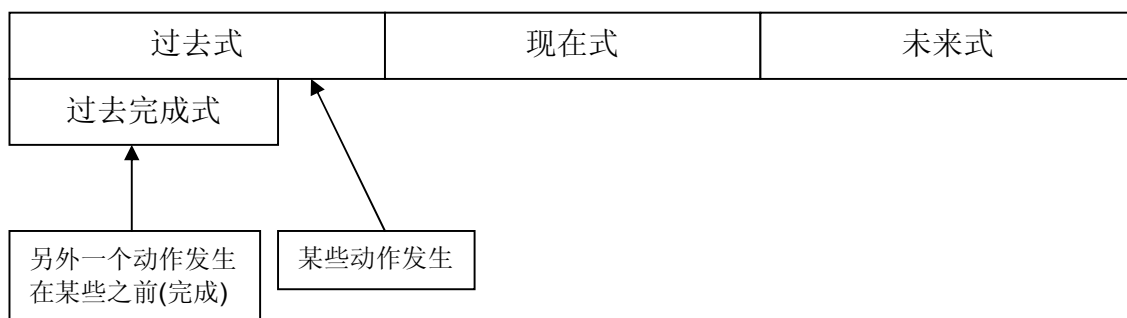 过去式
现在式
未来式
过去完成式
另外一个动作发生
在某些之前(完成)
某些动作发生